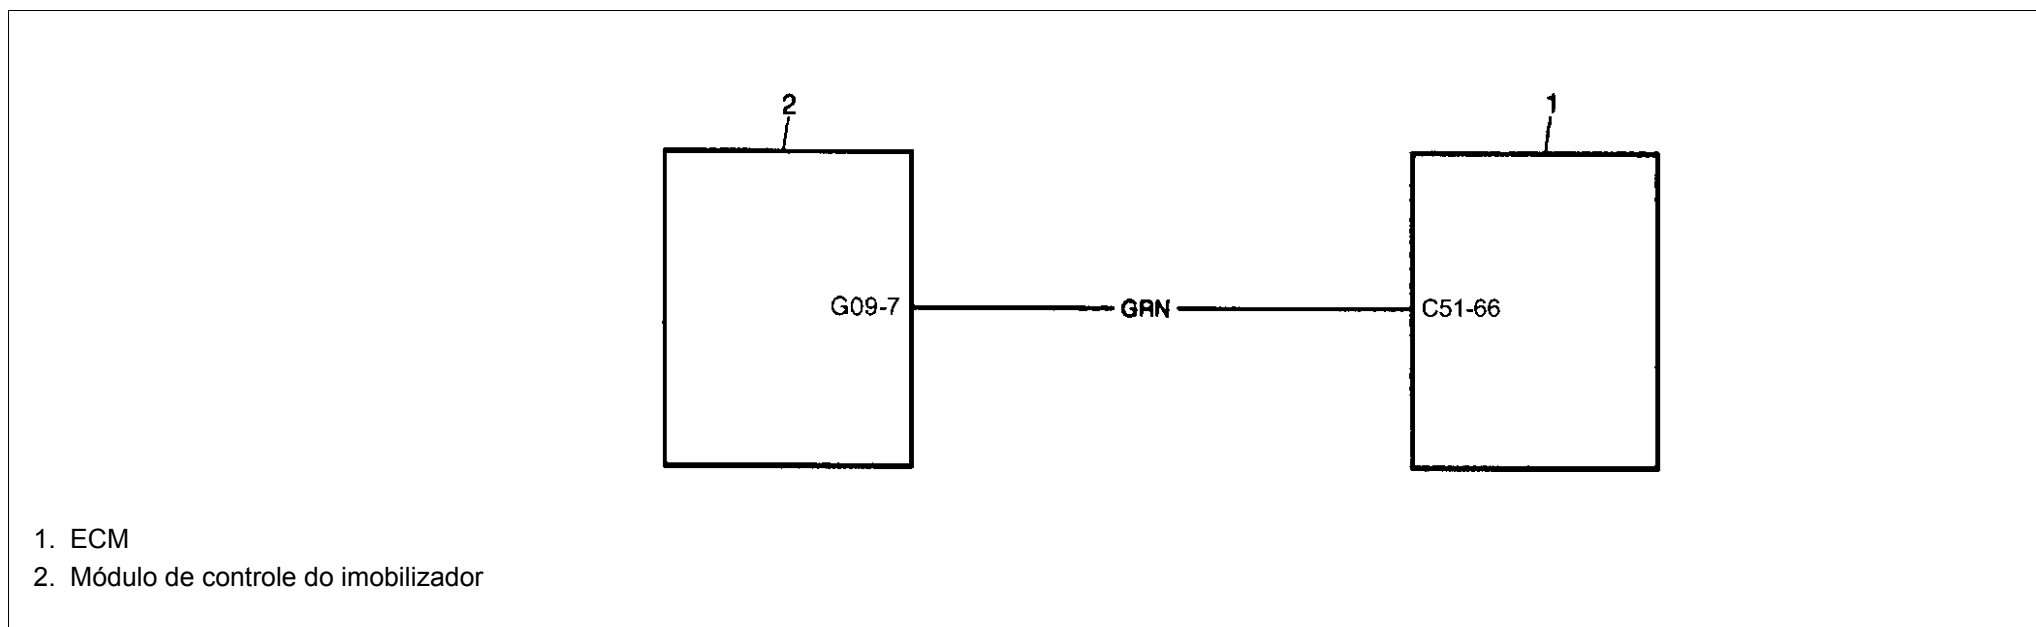 2 1
G09-7 GRN C51-66
1. ECM
2. Módulo de controle do imobilizador